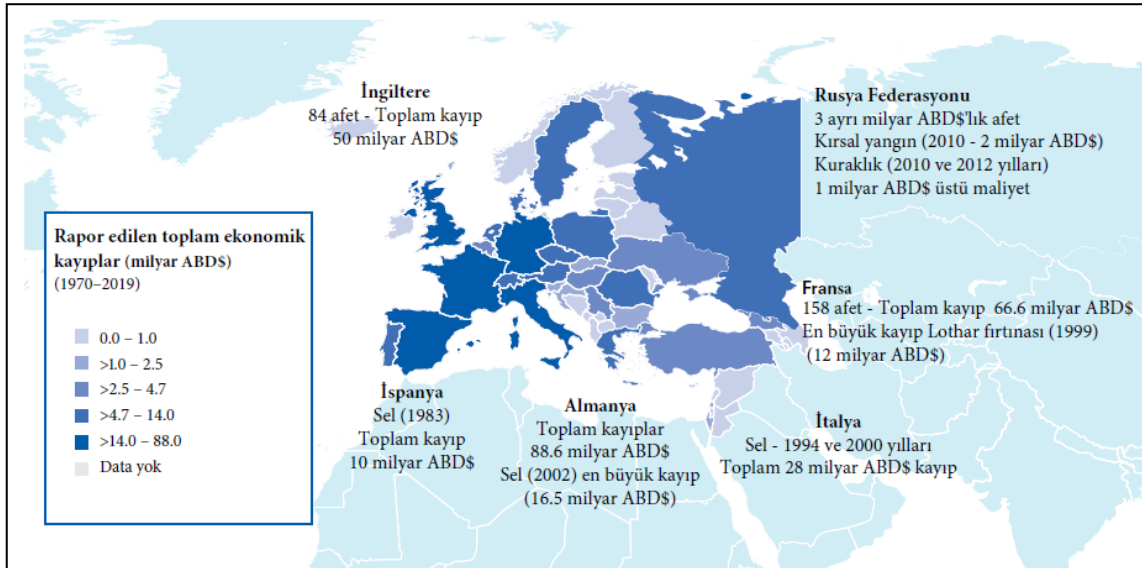 İngiltere
84 afet - Toplam kayıp
50 milyar ABD$
Rusya Federasyonu
3 ayrı milyar ABD$'lık afet
Kırsal yangın (2010 - 2 milyar ABD$)
Kuraklık (2010 ve 2012 yılları)
1 milyar ABD$ üstü maliyet
Rapor edilen toplam ekonomik
kayıplar (milyar ABD$)
(1970–2019)
0.0 – 1.0
>1.0 – 2.5
>2.5 – 4.7
>4.7 – 14.0
>14.0 – 88.0
Data yok
Fransa
158 afet - Toplam kayıp 66.6 milyar ABD$
En büyük kayıp Lothar fırtınası (1999)
(12 milyar ABD$)
İspanya
Sel (1983)
Toplam kayıp
10 milyar ABD$
Almanya
Toplam kayıplar
88.6 milyar ABD$
Sel (2002) en büyük kayıp
(16.5 milyar ABD$)
İtalya
Sel - 1994 ve 2000 yılları
Toplam 28 milyar ABD$ kayıp